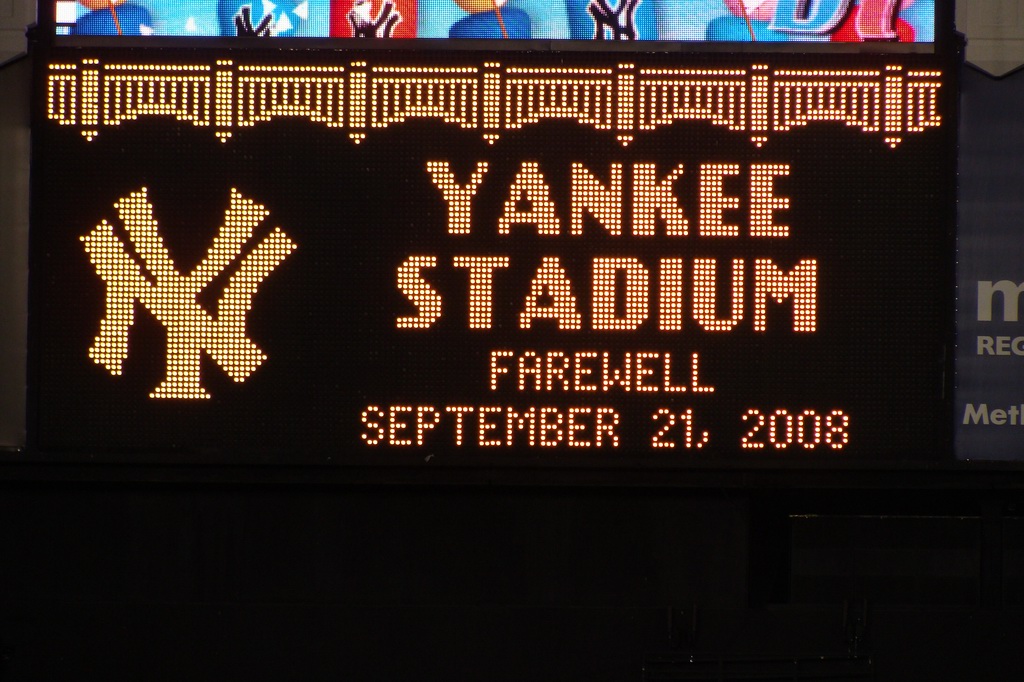 YANKEE
STADIUM
FAREWELL
SEPTEMBER 21, 2008
NY
m
REG
Met